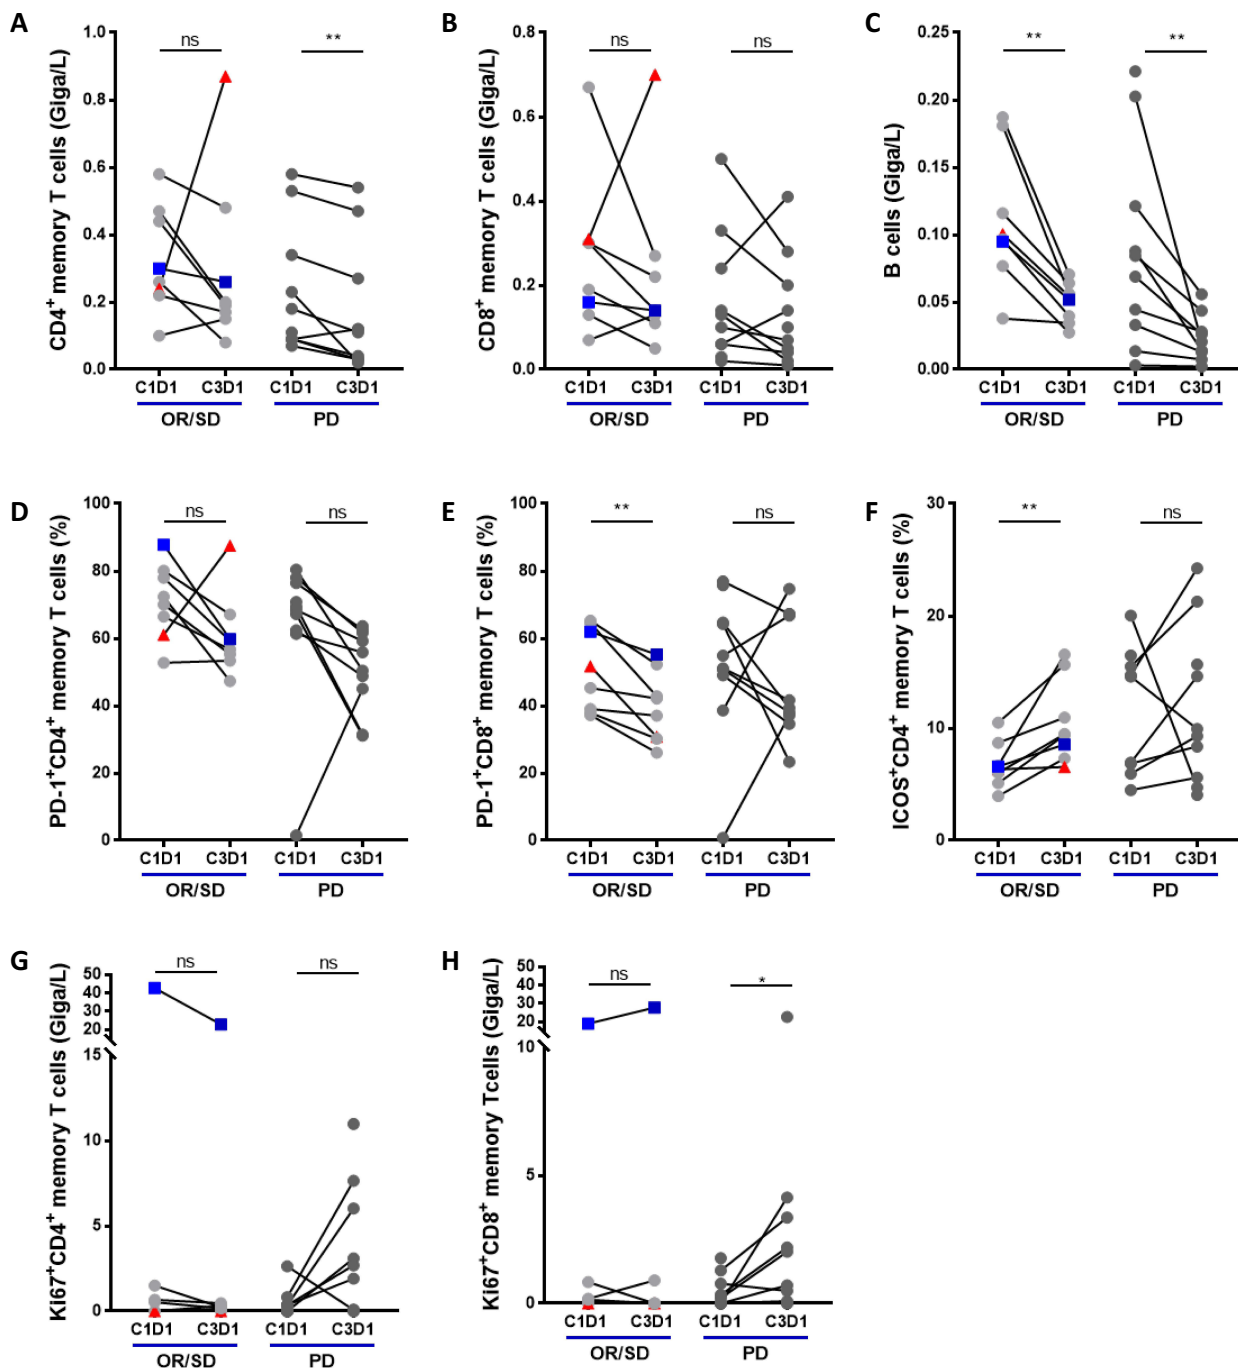 A
CD4+ memory T cells (Giga/L)
1.0
0.8
0.6
0.4
0.2
0.0
ns
**
C1D1 C3D1 C1D1 C3D1
OR/SD PD
B
CD8+ memory T cells (Giga/L)
0.8
0.6
0.4
0.2
0.0
ns
ns
C1D1 C3D1 C1D1 C3D1
OR/SD PD
C
B cells (Giga/L)
0.25
0.20
0.15
0.10
0.05
0.00
**
**
C1D1 C3D1 C1D1 C3D1
OR/SD PD
D
PD-1+CD4+ memory T cells (%)
100
80
60
40
20
0
ns
ns
C1D1 C3D1 C1D1 C3D1
OR/SD PD
E
PD-1+CD8+ memory T cells (%)
100
80
60
40
20
0
**
ns
C1D1 C3D1 C1D1 C3D1
OR/SD PD
F
ICOS+CD4+ memory T cells (%)
30
20
10
0
**
ns
C1D1 C3D1 C1D1 C3D1
OR/SD PD
G
Ki67+CD4+ memory T cells (Giga/L)
50
40
30
20
15
10
5
0
ns
ns
C1D1 C3D1 C1D1 C3D1
OR/SD PD
H
Ki67+CD8+ memory Tcells (Giga/L)
50
40
30
20
10
5
0
ns
*
C1D1 C3D1 C1D1 C3D1
OR/SD PD